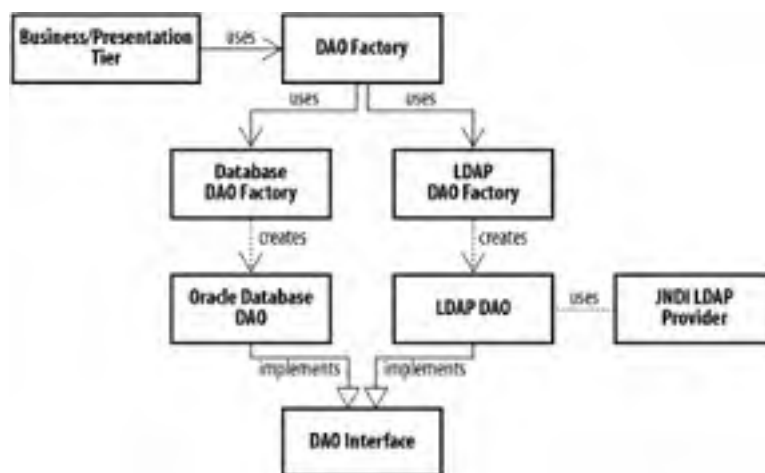 Business/Presentation
Tier
uses
DAO Factory
uses
uses
Database
DAO Factory
LDAP
DAO Factory
creates
creates
Oracle Database
DAO
LDAP DAO
uses
JNDI LDAP
Provider
implements
implements
DAO Interface